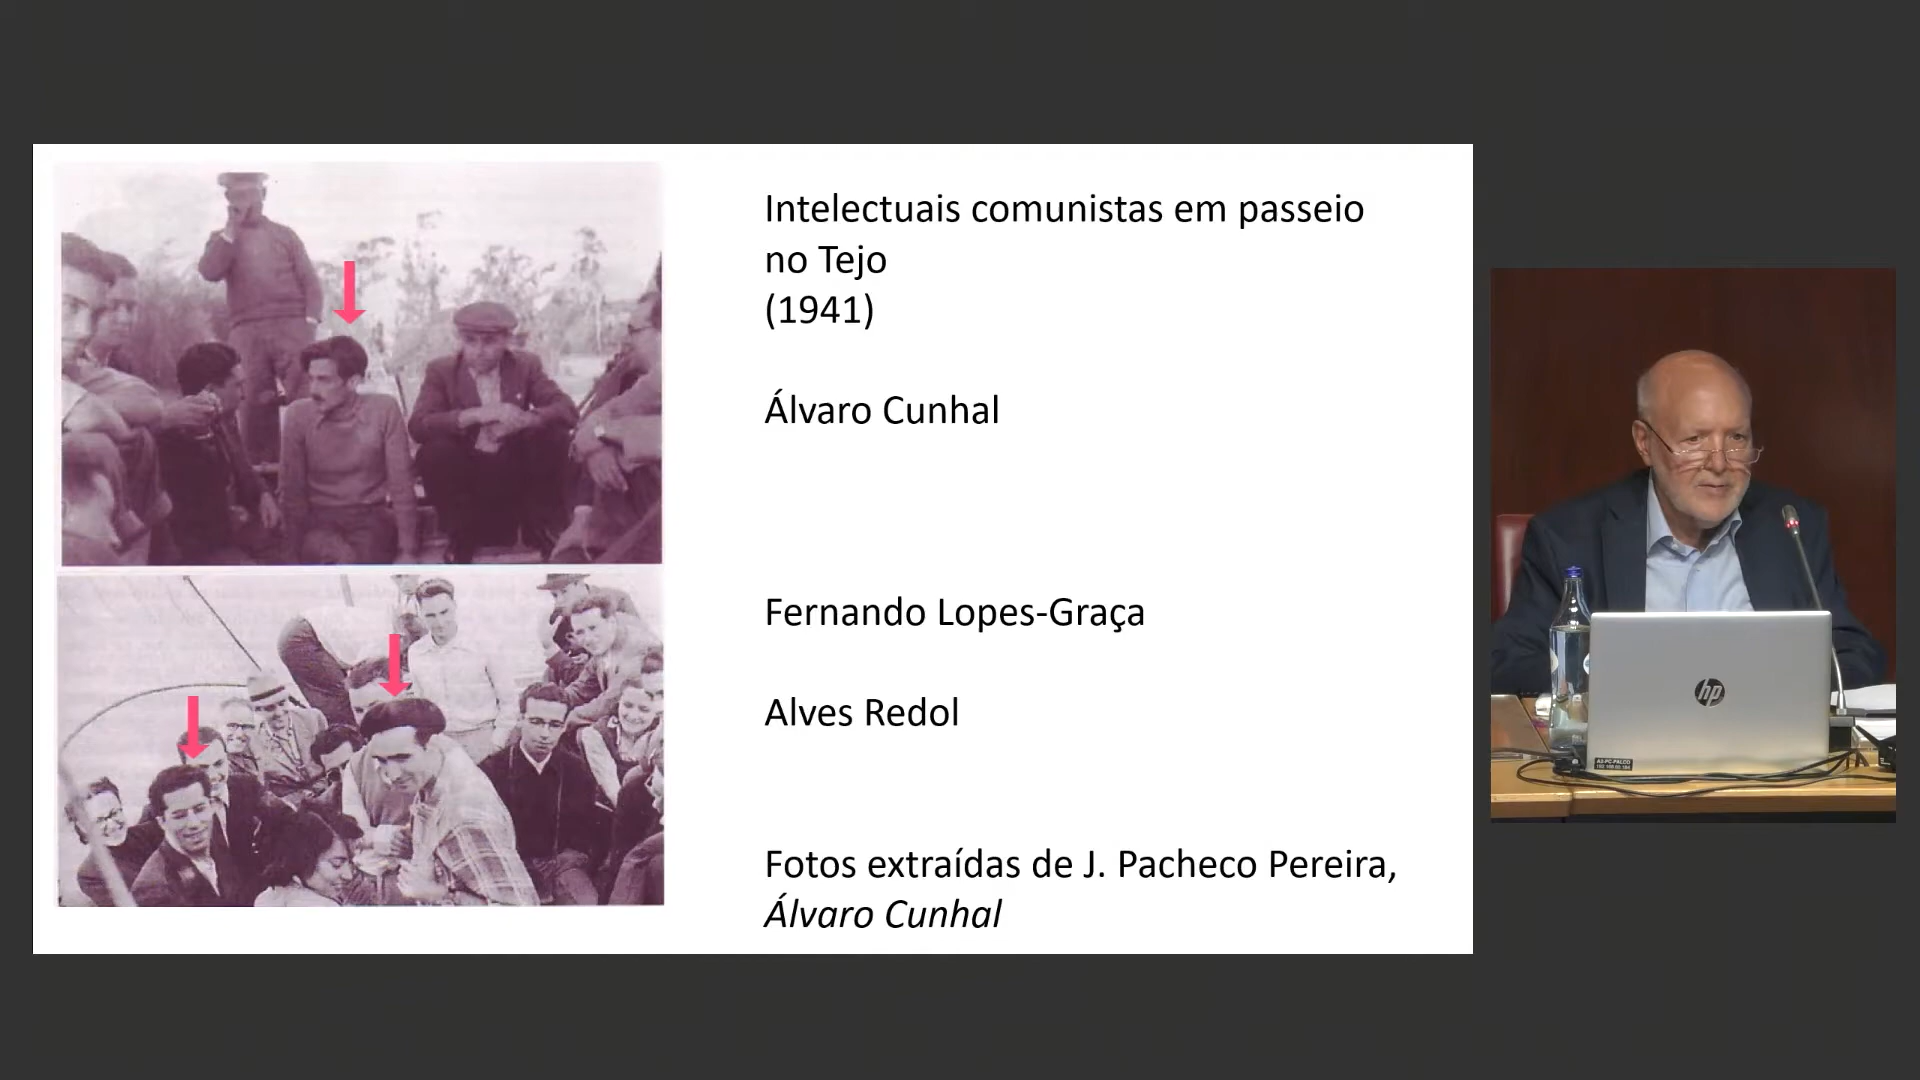 Intelectuais comunistas em passeio
no Tejo
(1941)
Álvaro Cunhal
Fernando Lopes-Graça
Alves Redol
Fotos extraídas de J. Pacheco Pereira,
Álvaro Cunhal
hp